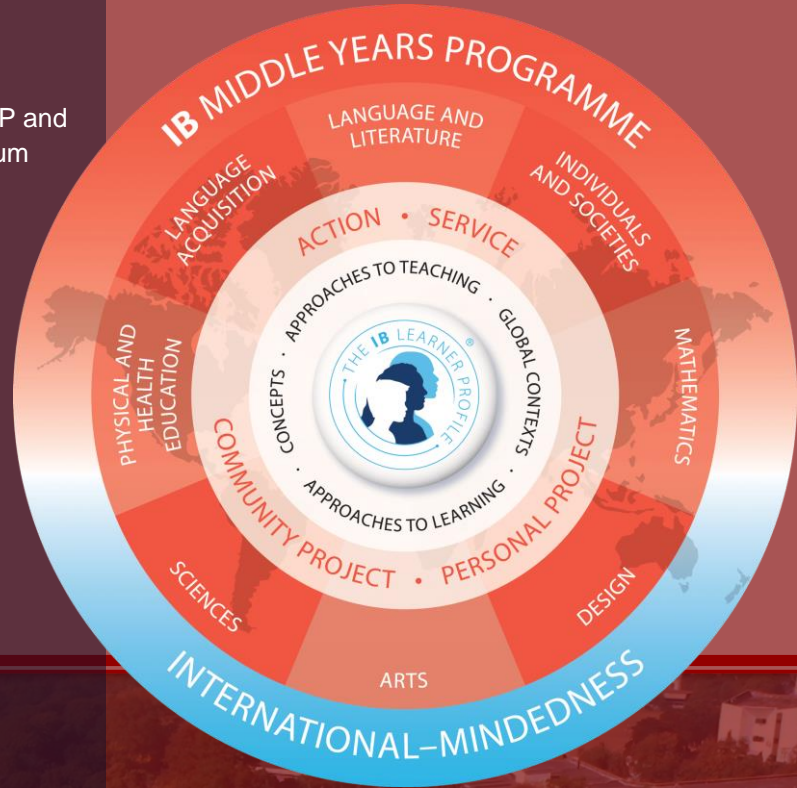 P and
um
IB MIDDLE YEARS PROGRAMME
LANGUAGE AND
LITERATURE
INDIVIDUALS
AND SOCIETIES
MATHEMATICS
DESIGN
ARTS
SCIENCES
PHYSICAL AND
HEALTH
EDUCATION
LANGUAGE
ACQUISITION
ACTION • SERVICE
PERSONAL PROJECT
•
COMMUNITY PROJECT
APPROACHES TO TEACHING ·
GLOBAL CONTEXTS ·
APPROACHES TO LEARNING ·
CONCEPTS ·
· THE IB LEARNER PROFILE ·
®
INTERNATIONAL–MINDEDNESS